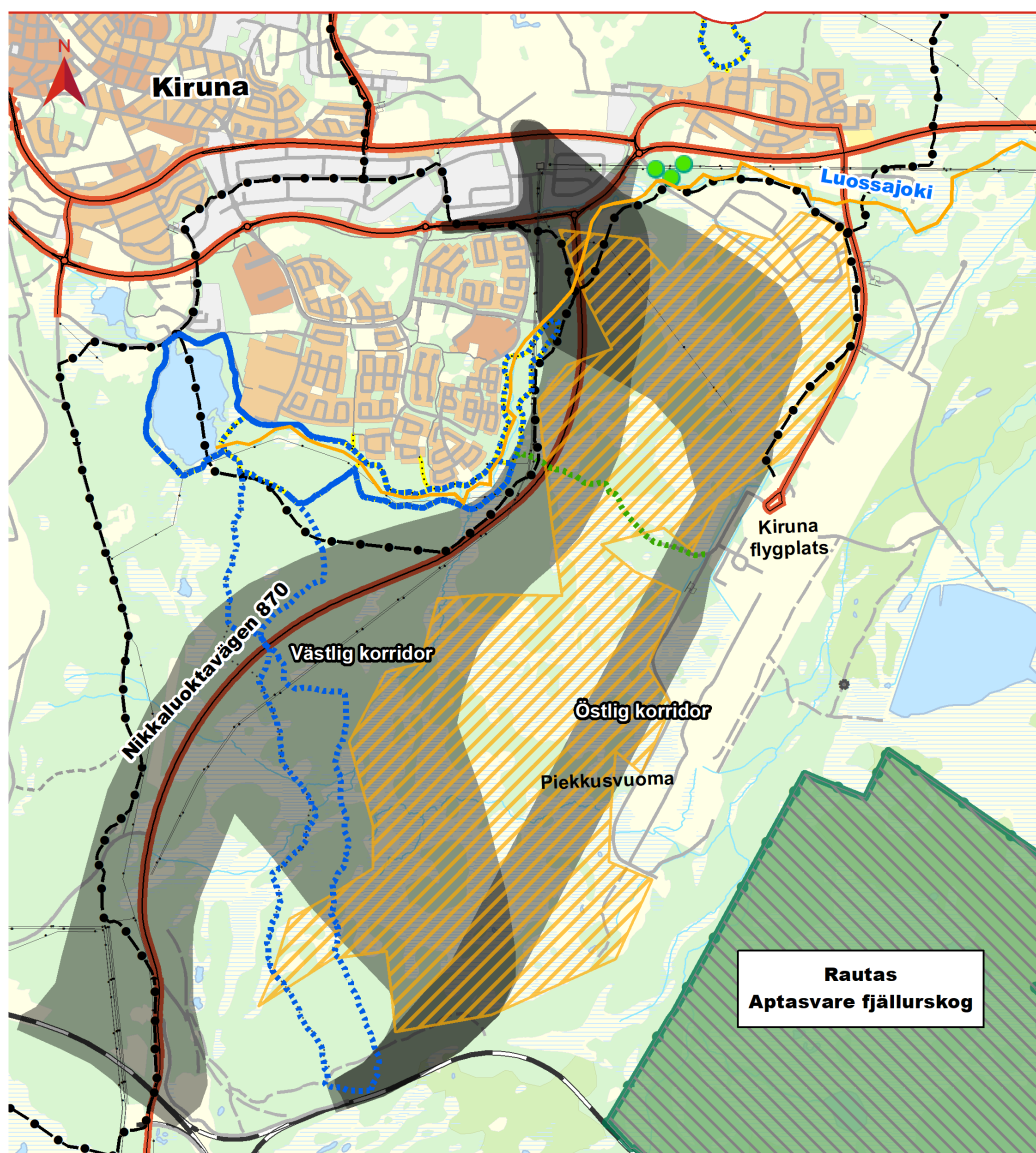 N
Kiruna
Luossajoki
Kiruna
flygplats
Nikkaluoktavägen 870
Västlig korridor
Östlig korridor
Piekkusvuoma
Rautas
Aptasvare fjällurskog